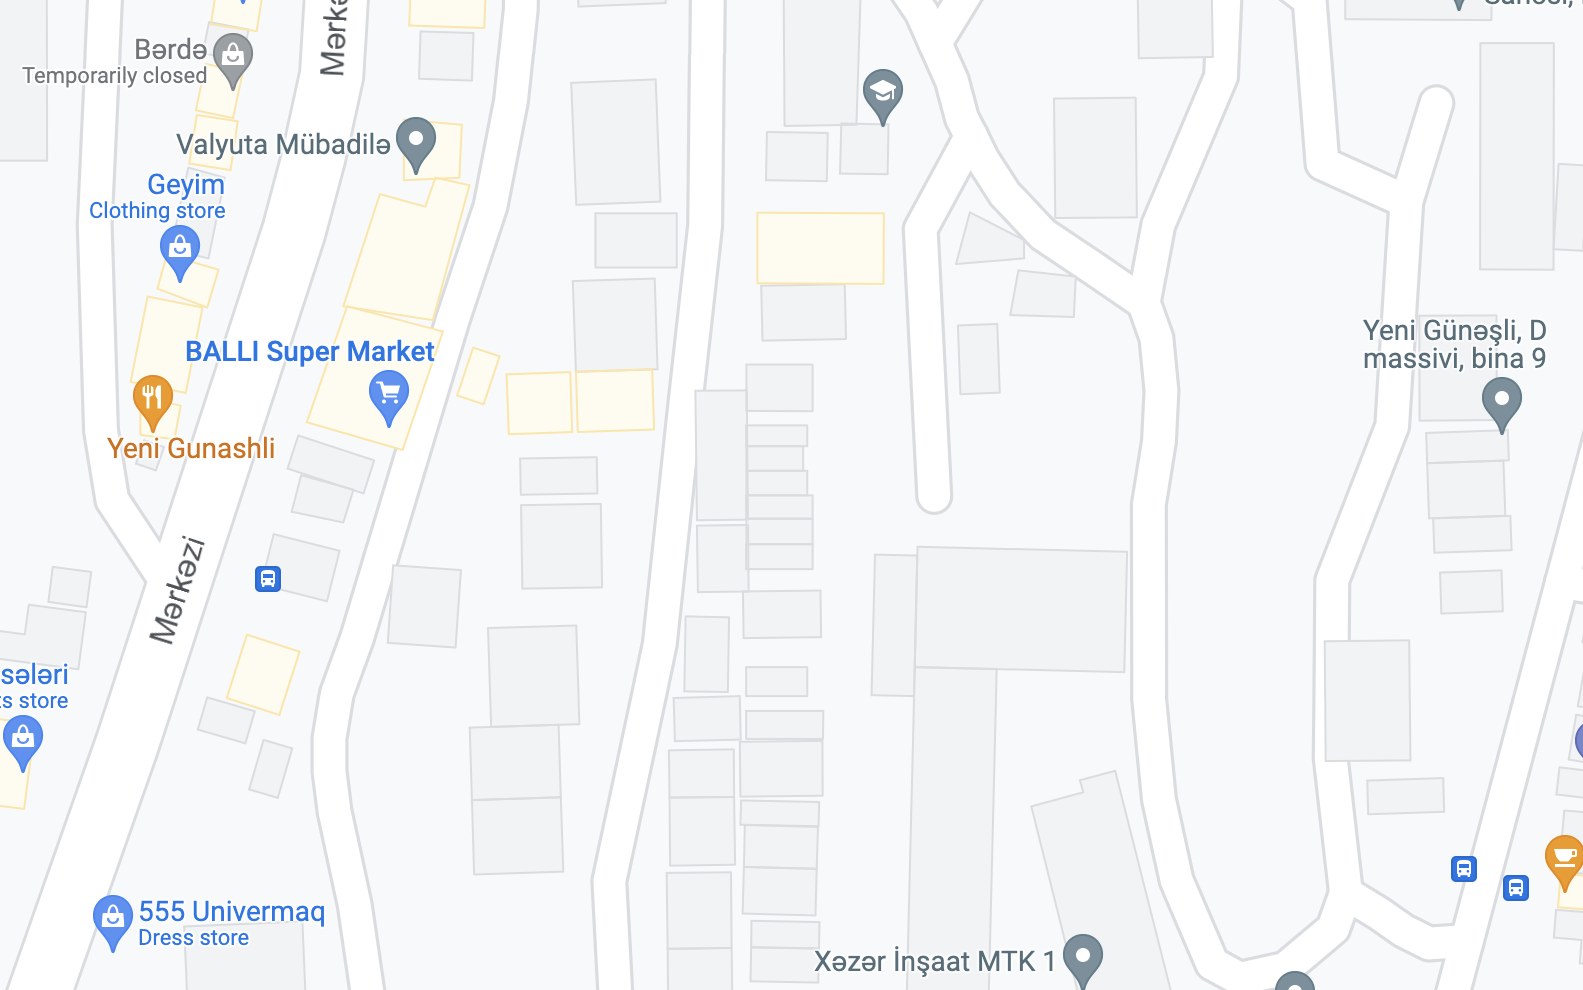 Bərdə
Temporarily closed
Valyuta Mübadilə
Geyim
Clothing store
BALLI Super Market
Yeni Gunashli
Mərkəzi
Yeni Günəşli, D
massivi, bina 9
sələri
ts store
555 Univermaq
Dress store
Xəzər İnşaat MTK 1